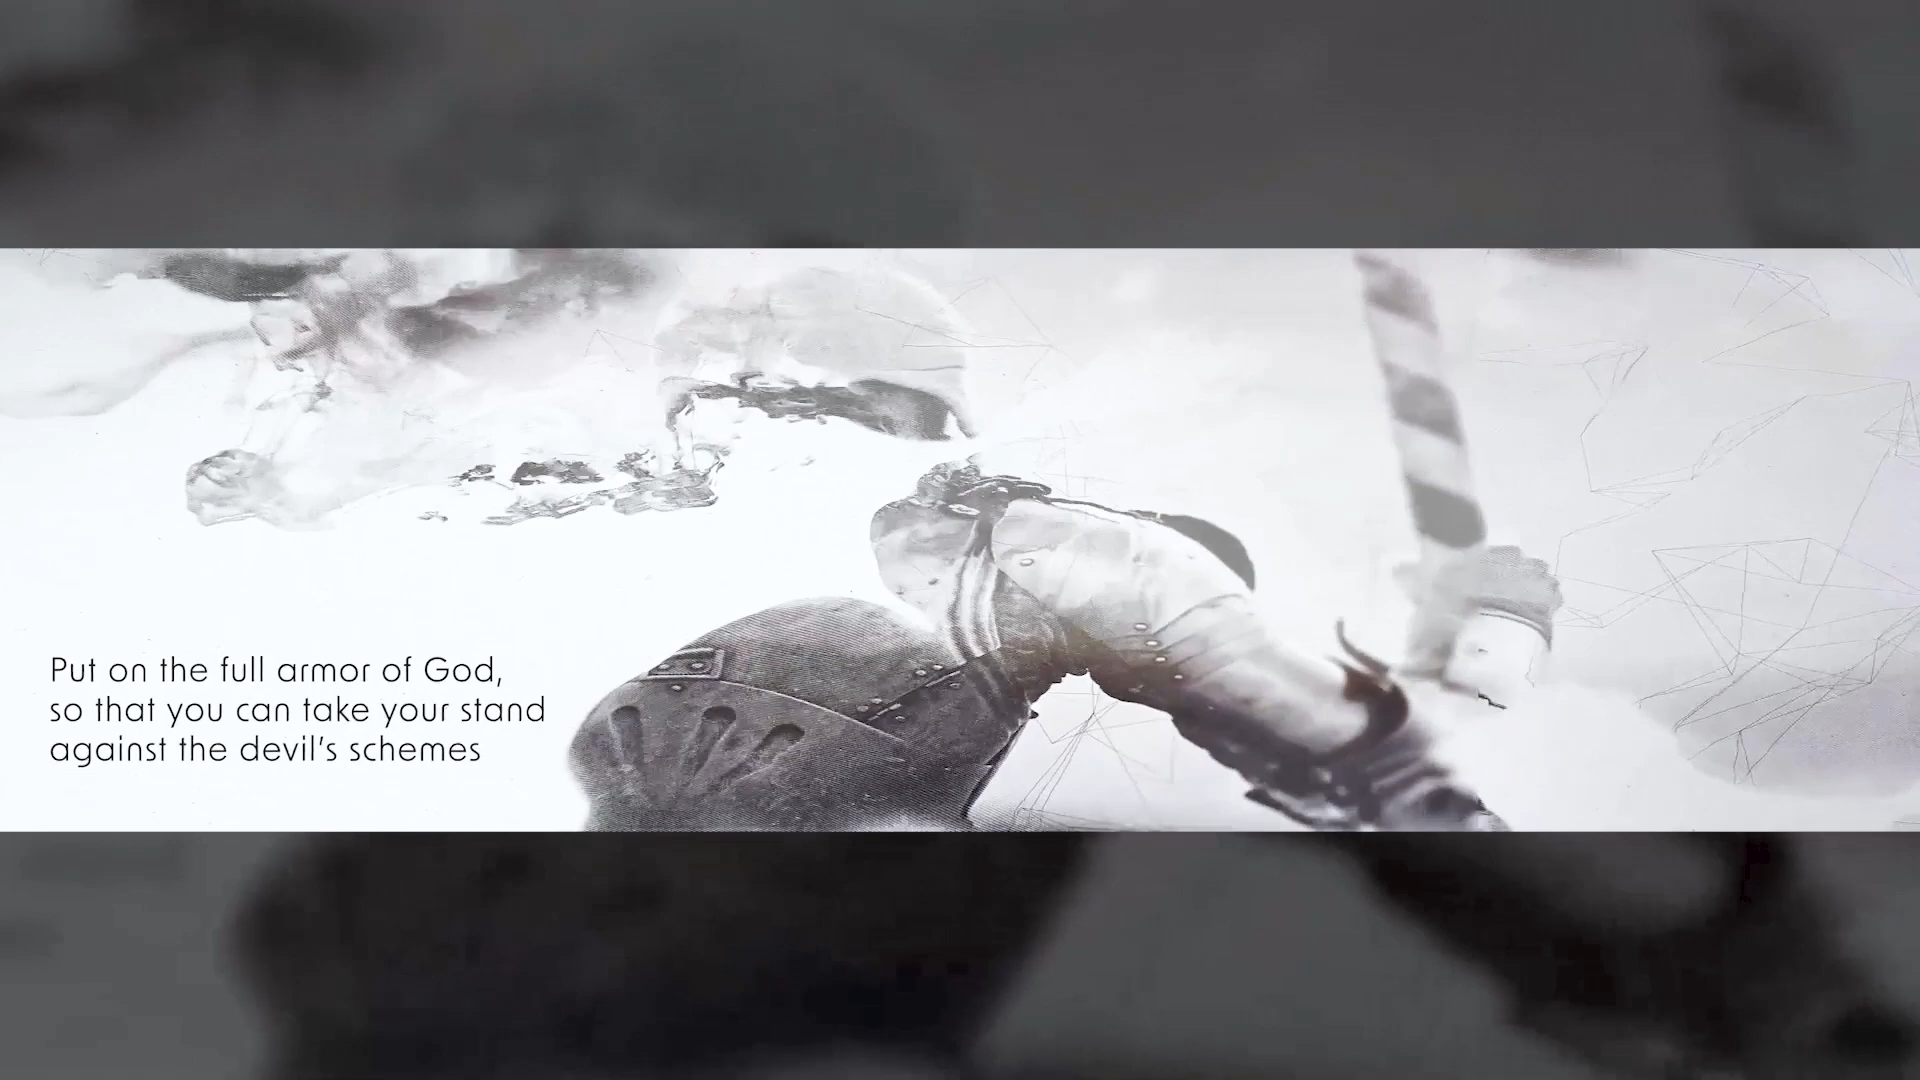 Put on the full armor of God,
so that you can take your stand
against the devil's schemes